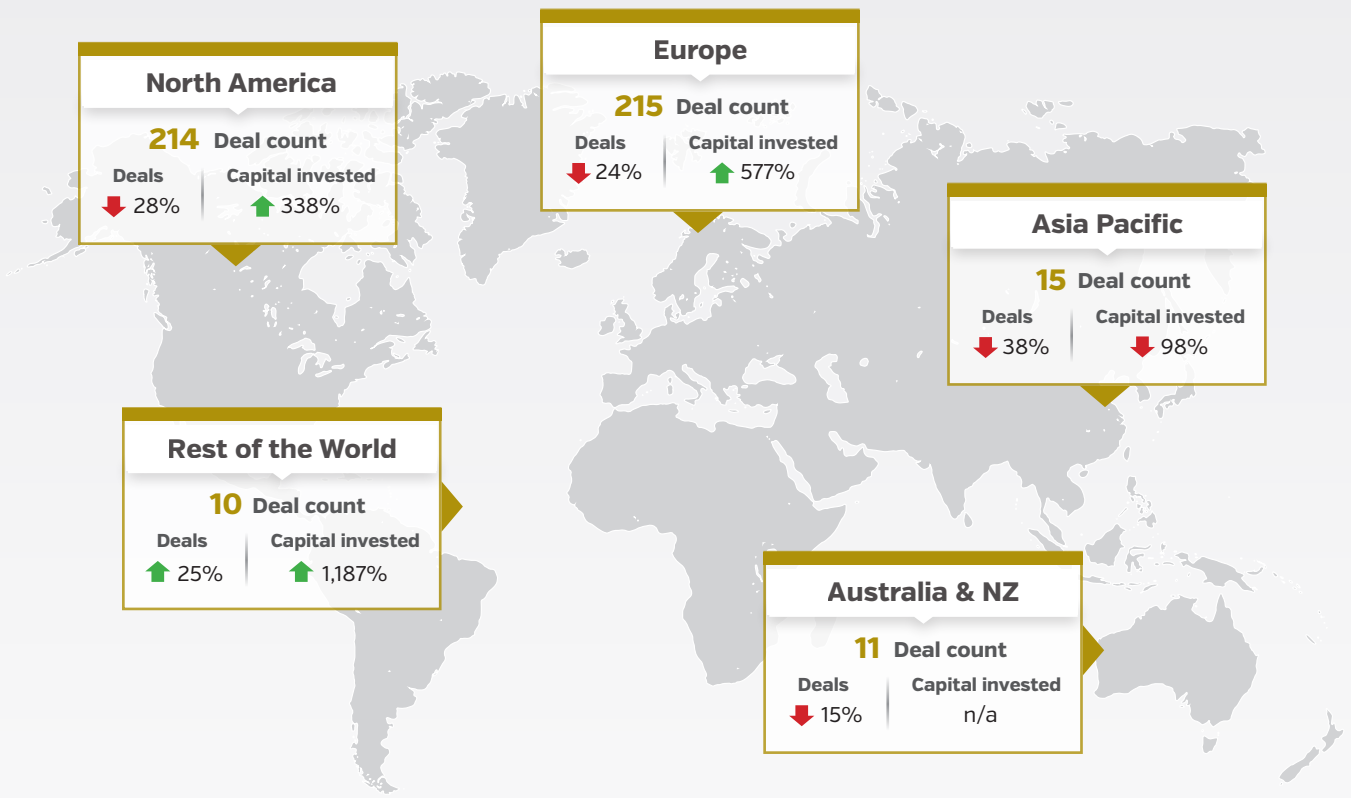 North America
214 Deal count
Deals
Capital invested
28%
338%
Europe
215 Deal count
Deals
Capital invested
24%
577%
Asia Pacific
15 Deal count
Deals
Capital invested
38%
98%
Rest of the World
10 Deal count
Deals
Capital invested
25%
1,187%
Australia & NZ
11 Deal count
Deals
Capital invested
15%
n/a